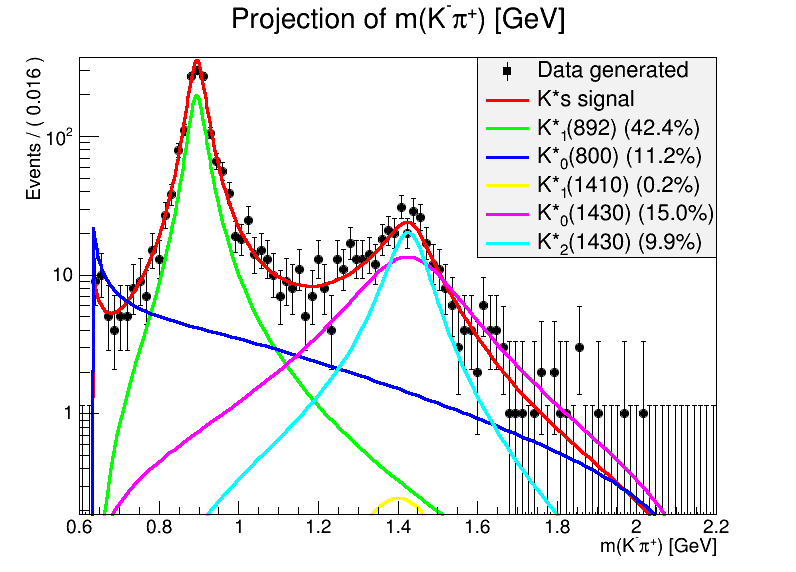 Projection of m(K⁻π⁺) [GeV]
Events / ( 0.016 )
Data generated
K*s signal
K*₁(892) (42.4%)
K*₀(800) (11.2%)
K*₁(1410) (0.2%)
K*₀(1430) (15.0%)
K*₂(1430) (9.9%)
10²
10
1
0.6 0.8 1 1.2 1.4 1.6 1.8 2 2.2
m(K⁻π⁺) [GeV]